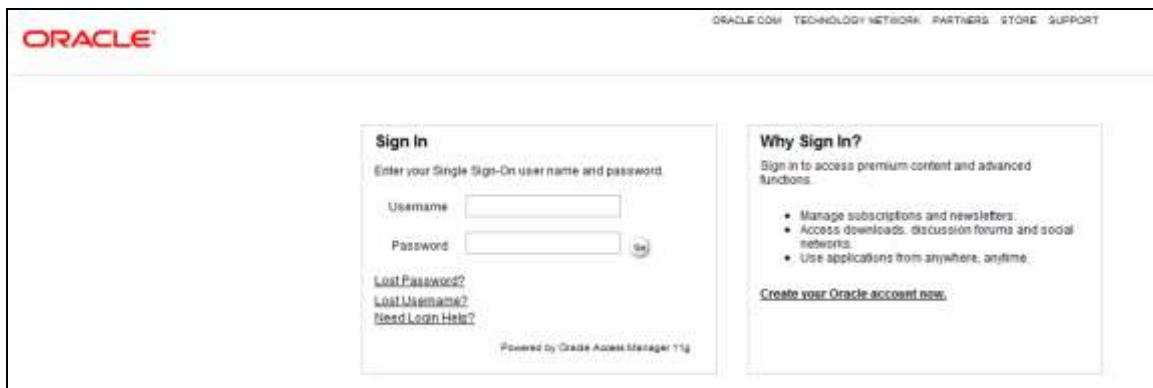 ORACLE.COM TECHNOLOGY NETWORK PARTNERS STORE SUPPORT
ORACLE
Sign In
Enter your Single Sign-On user name and password.
Username
Password
Go
Lost Password?
Lost Username?
Need Login Help?
Powered by Oracle Access Manager 11g
Why Sign In?
Sign in to access premium content and advanced
functions.
• Manage subscriptions and newsletters.
• Access downloads, discussion forums and social
networks.
• Use applications from anywhere, anytime.
Create your Oracle account now.